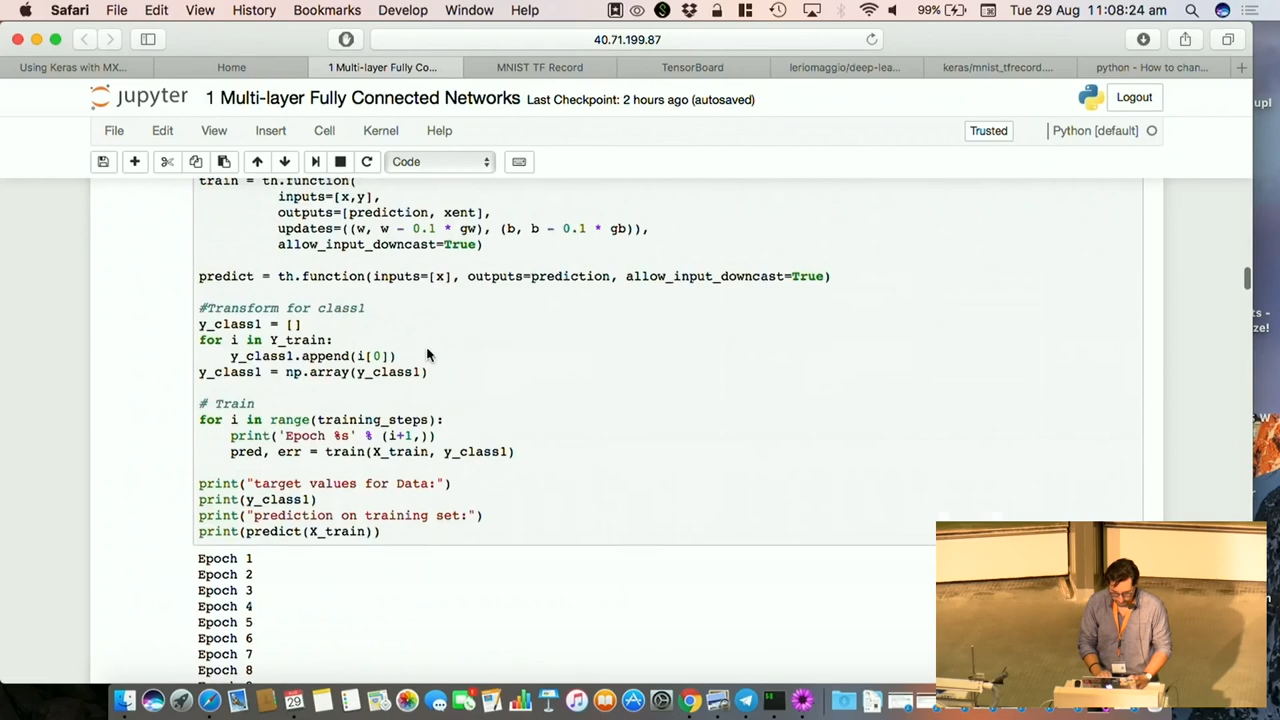 Safari File Edit View History Bookmarks Develop Window Help 99% Tue 29 Aug 11:08:24 am
40.71.199.87
Using Keras with MX... Home 1 Multi-layer Fully Co... MNIST TF Record TensorBoard leriomaggio/deep-lea... keras/mnist_tfrecord.... python - How to chan...
jupyter 1 Multi-layer Fully Connected Networks Last Checkpoint: 2 hours ago (autosaved) Logout
File Edit View Insert Cell Kernel Help Trusted Python [default]
Code
train = th.function(
inputs=[x,y],
outputs=[prediction, xent],
updates=((w, w - 0.1 * gw), (b, b - 0.1 * gb)),
allow_input_downcast=True)
predict = th.function(inputs=[x], outputs=prediction, allow_input_downcast=True)
#Transform for class1
y_class1 = []
for i in Y_train:
y_class1.append(i[0])
y_class1 = np.array(y_class1)
# Train
for i in range(training_steps):
print('Epoch %s' % (i+1,))
pred, err = train(X_train, y_class1)
print("target values for Data:")
print(y_class1)
print("prediction on training set:")
print(predict(X_train))
Epoch 1
Epoch 2
Epoch 3
Epoch 4
Epoch 5
Epoch 6
Epoch 7
Epoch 8
29